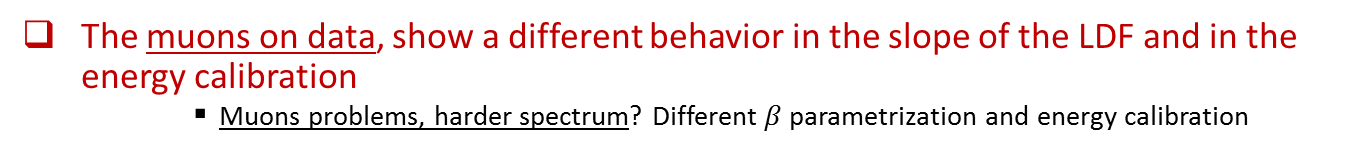 The muons on data, show a different behavior in the slope of the LDF and in the
energy calibration
Muons problems, harder spectrum? Different β parametrization and energy calibration